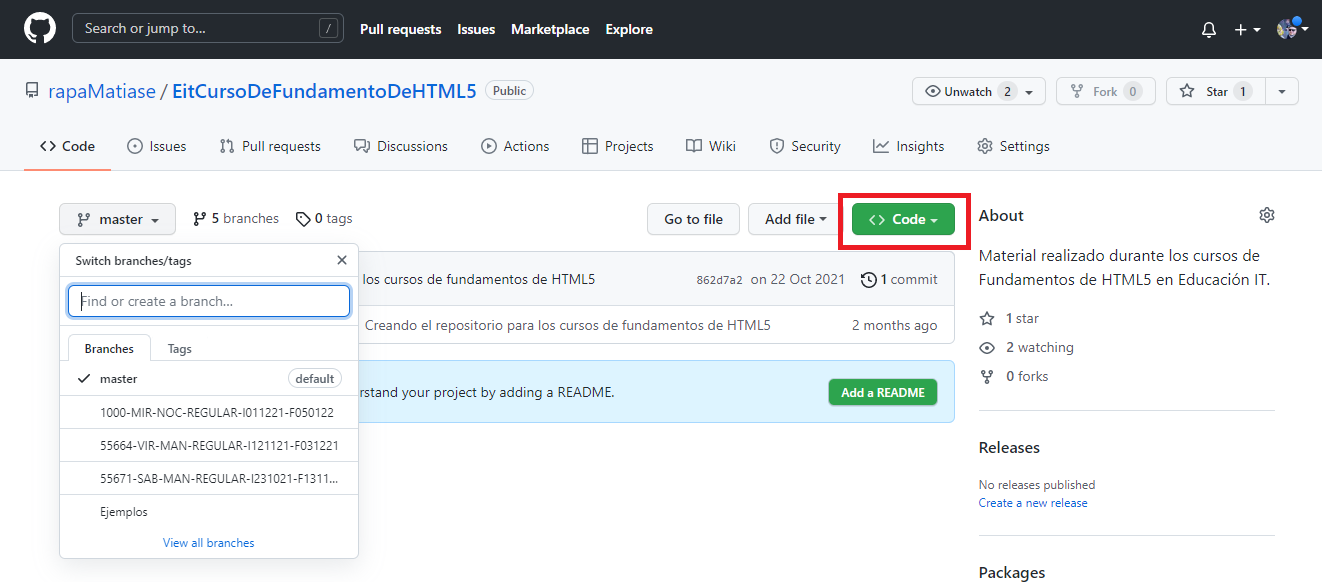 Search or jump to... /
Pull requests Issues Marketplace Explore
rapaMatiase / EitCursoDeFundamentoDeHTML5 Public
Unwatch 2 Fork 0 Star 1
Code Issues Pull requests Discussions Actions Projects Wiki Security Insights Settings
master 5 branches 0 tags Go to file Add file Code
Switch branches/tags
Find or create a branch...
Branches Tags
master default
1000-MIR-NOC-REGULAR-I011221-F050122
55664-VIR-MAN-REGULAR-I121121-F031221
55671-SAB-MAN-REGULAR-I231021-F1311...
Ejemplos
View all branches
los cursos de fundamentos de HTML5 862d7a2 on 22 Oct 2021 1 commit
Creando el repositorio para los cursos de fundamentos de HTML5 2 months ago
rstand your project by adding a README. Add a README
About
Material realizado durante los cursos de
Fundamentos de HTML5 en Educación IT.
1 star
2 watching
0 forks
Releases
No releases published
Create a new release
Packages